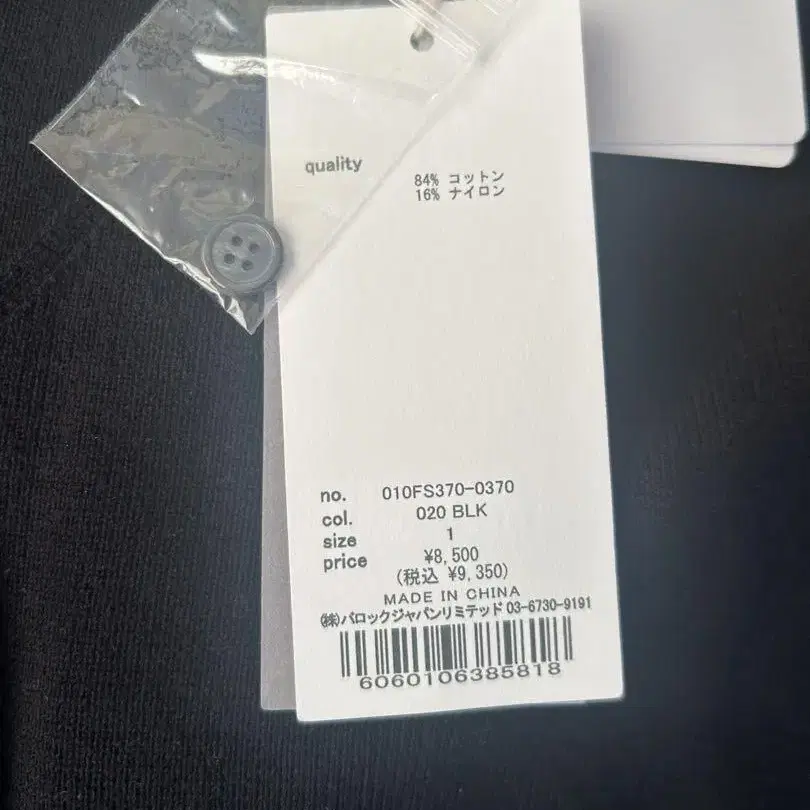 quality
84% コットン
16% ナイロン
no. 010FS370-0370
col. 020 BLK
size 1
price ¥8,500
(税込 ¥9,350)
MADE IN CHINA
㈱バロックジャパンリミテッド 03-6730-9191
6060106385818